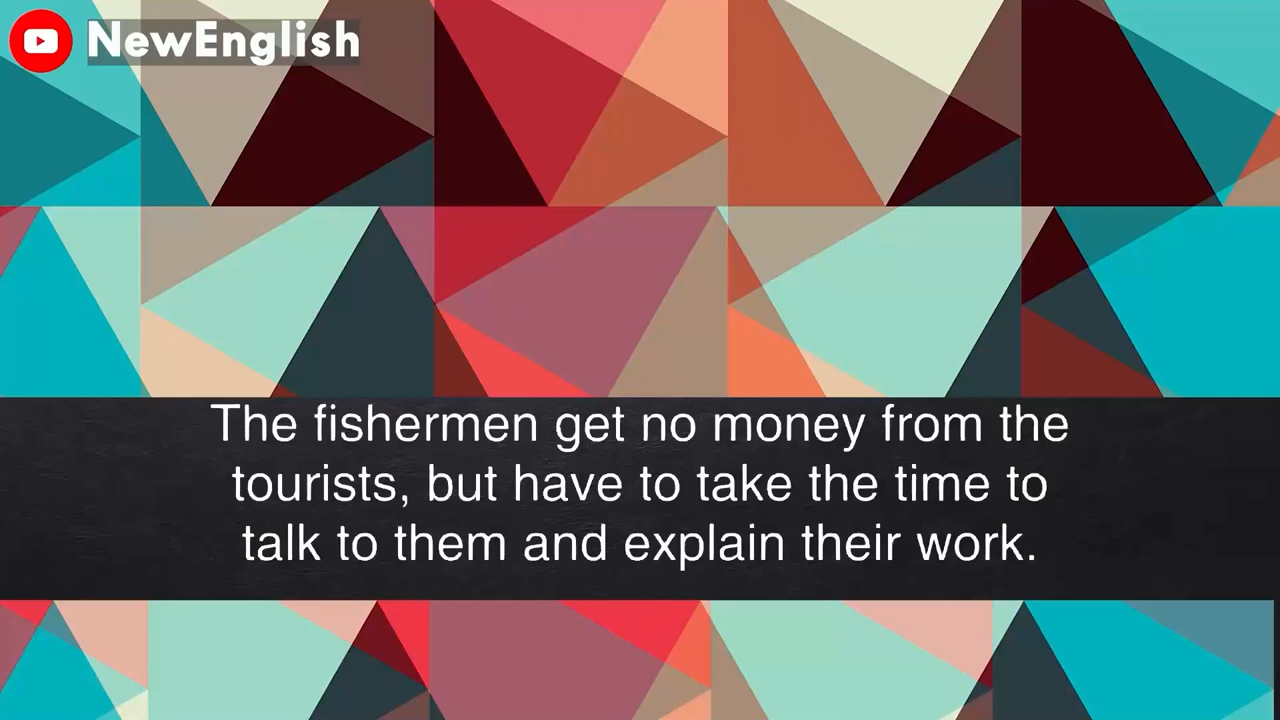 NewEnglish
The fishermen get no money from the
tourists, but have to take the time to
talk to them and explain their work.